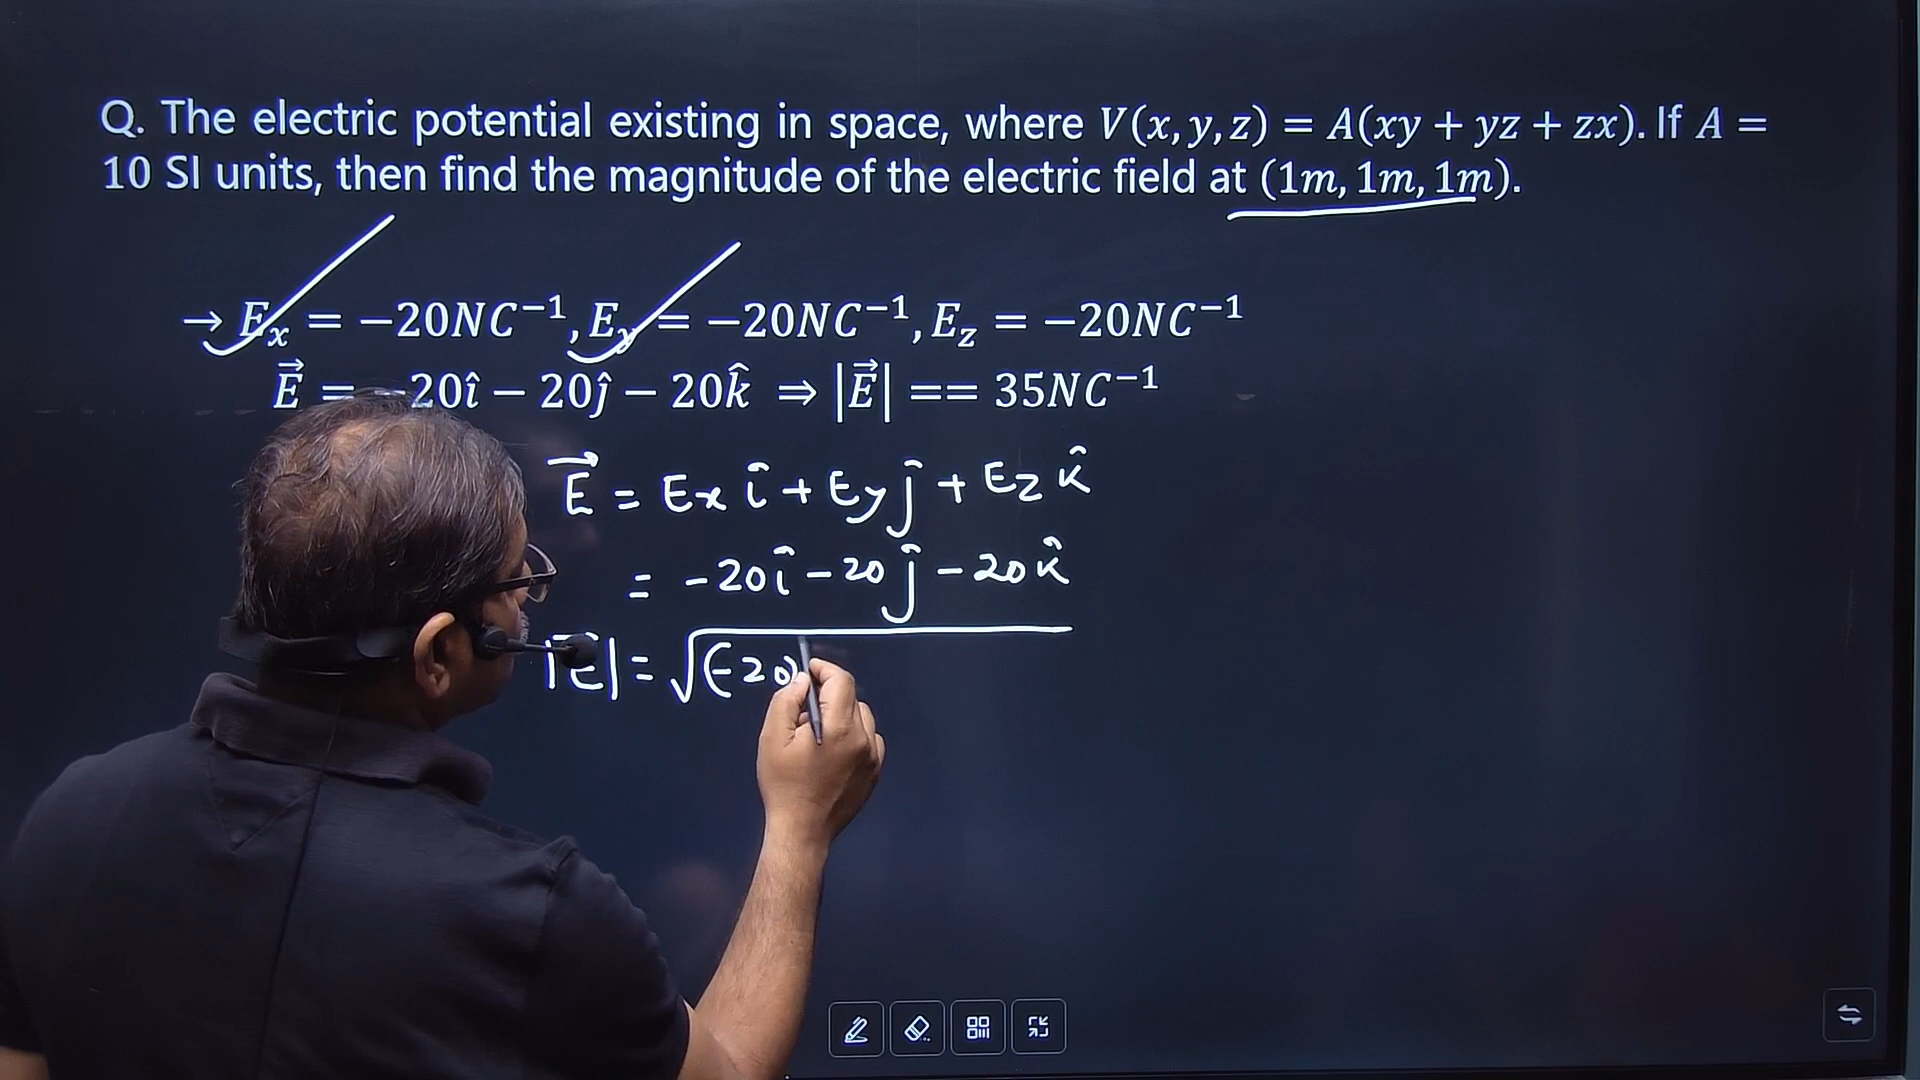 Q. The electric potential existing in space, where V(x, y, z) = A(xy + yz + zx). If A =
10 SI units, then find the magnitude of the electric field at (1m, 1m, 1m).
→ Eₓ = −20NC⁻¹, Eᵧ = −20NC⁻¹, E_z = −20NC⁻¹
E⃗ = −20î − 20ĵ − 20k̂ ⇒ |E⃗| == 35NC⁻¹
E⃗ = Ex î + Ey ĵ + Ez k̂
= -20î - 20ĵ - 20k̂
|E⃗| = √(-20)